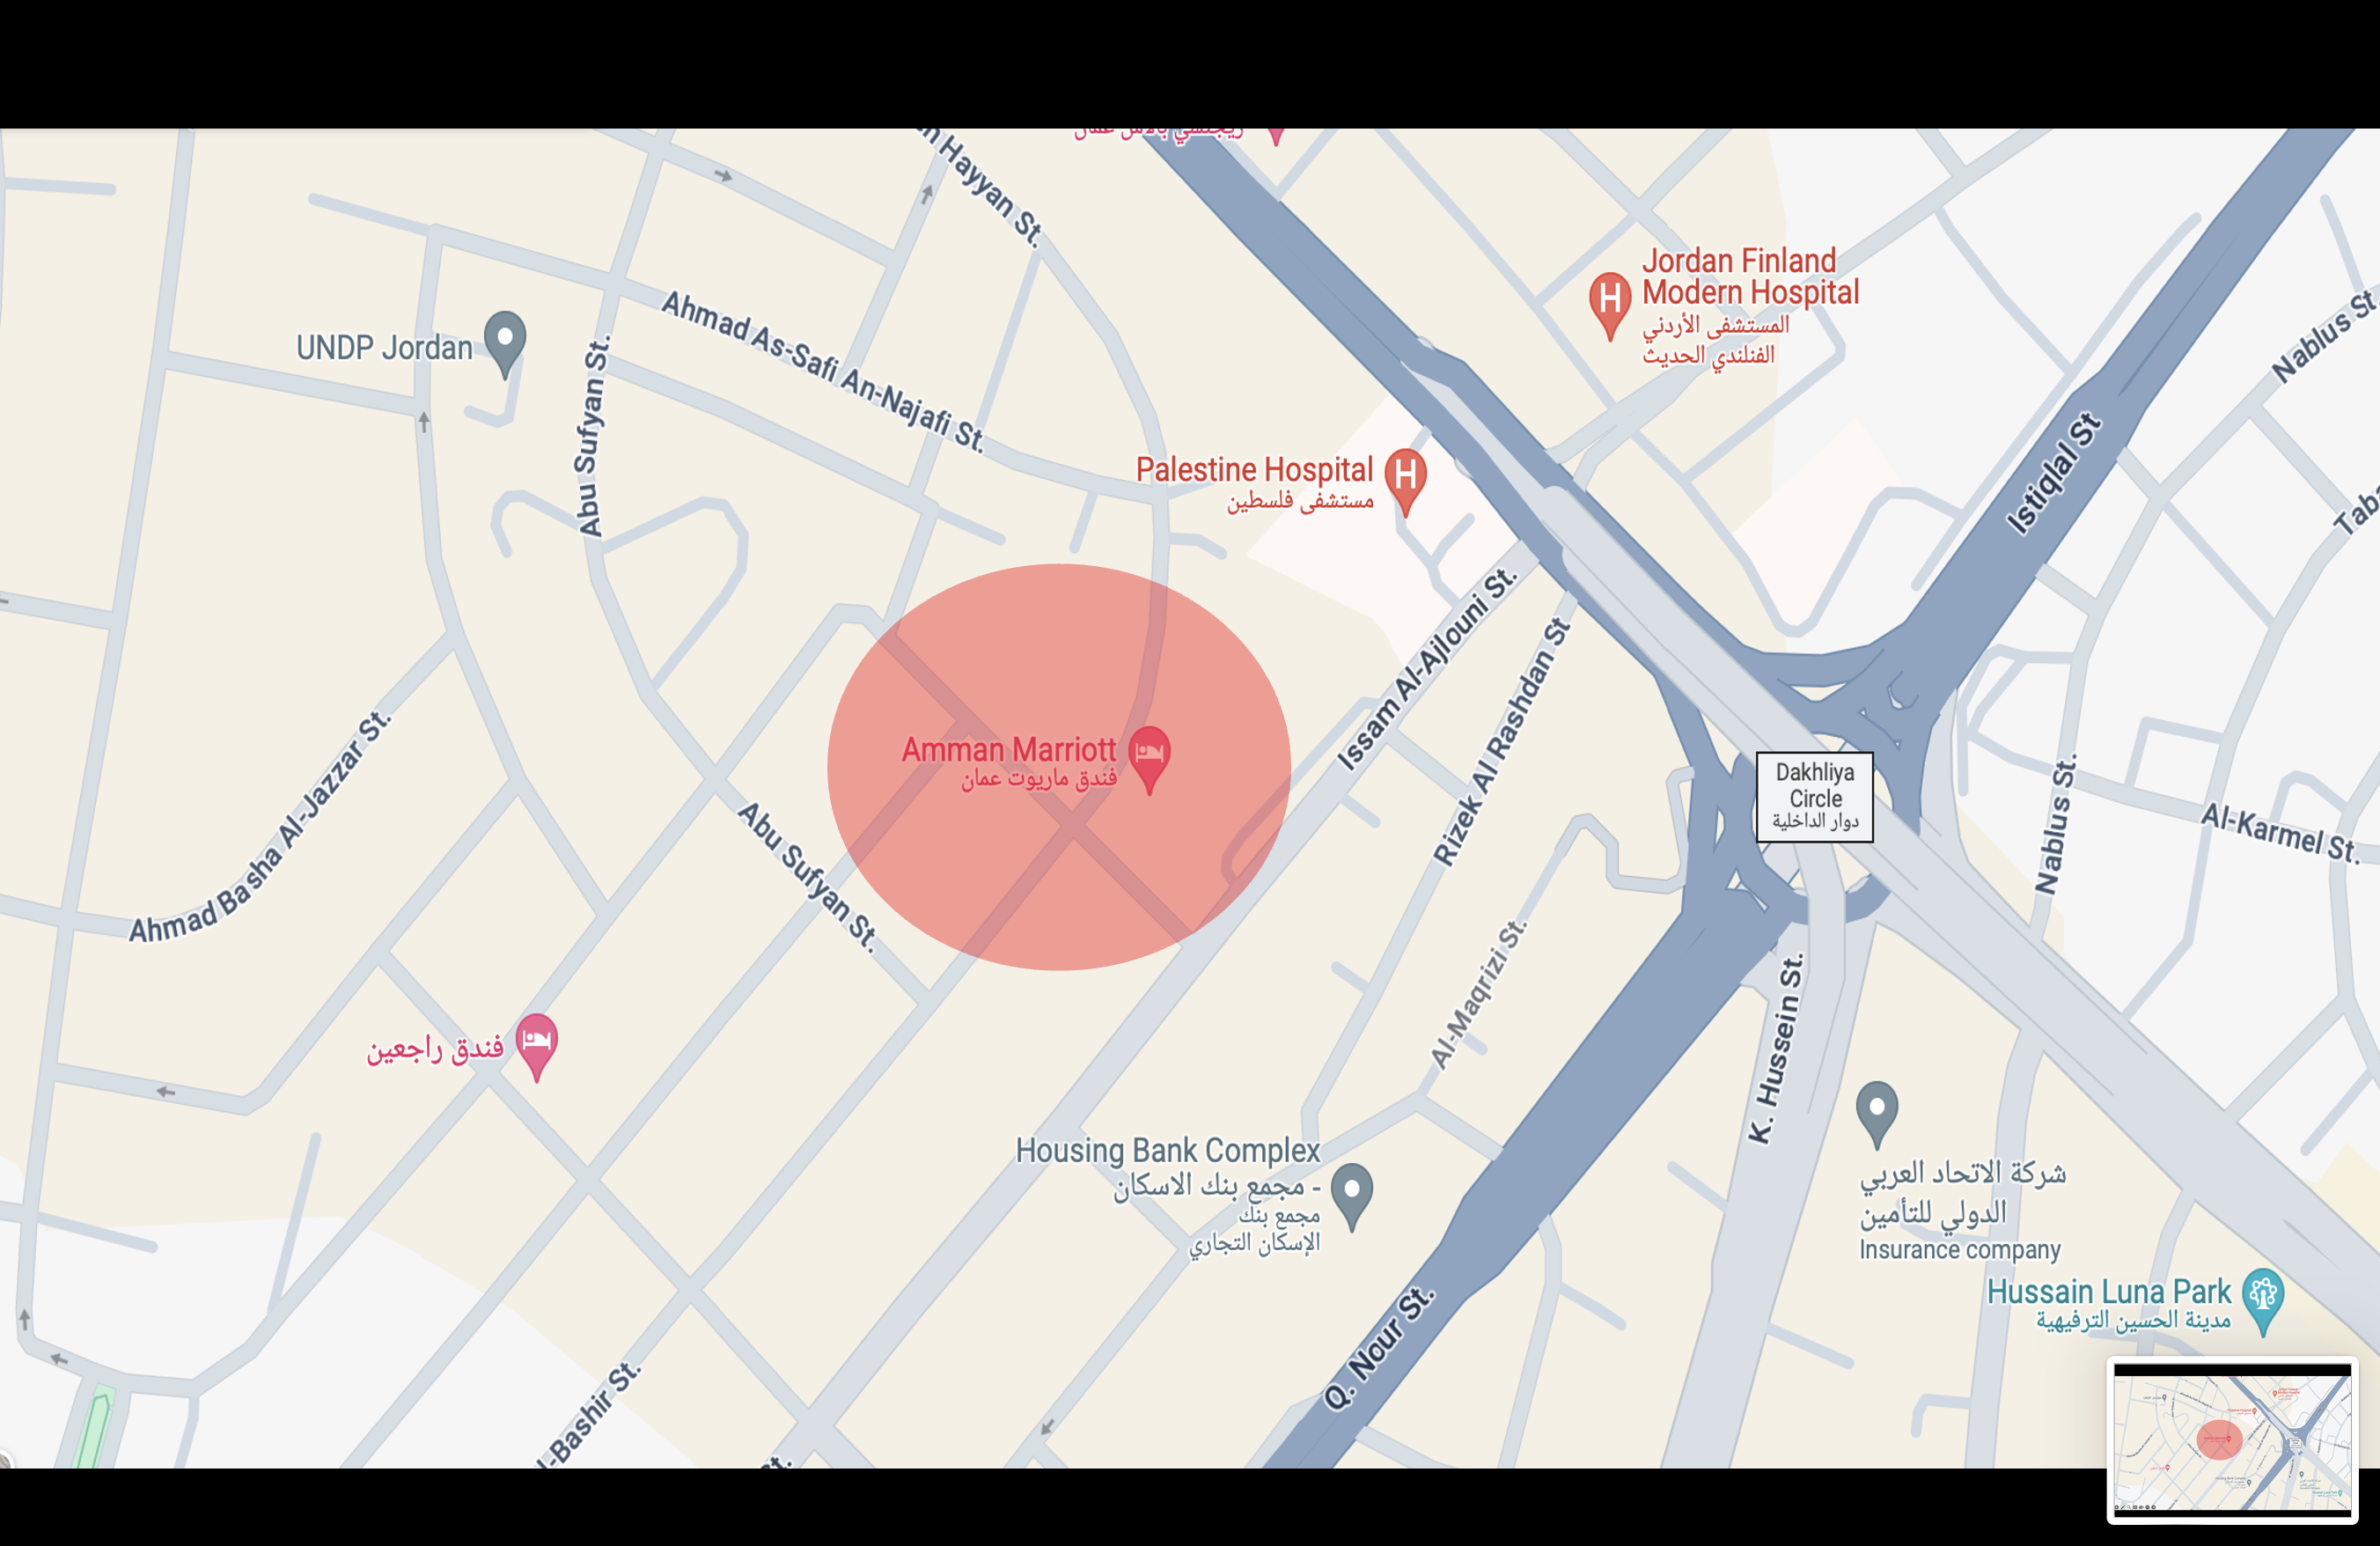 ريجنسي بالاس عمان
Hayyan St.
Jordan Finland
Modern Hospital
المستشفى الأردني
الفنلندي الحديث
Ahmad As-Safi An-Najafi St.
UNDP Jordan
Abu Sufyan St.
Nablus St.
Istiqlal St
Palestine Hospital
مستشفى فلسطين
Issam Al-Ajlouni St.
Rizek Al Rashdan St
Amman Marriott
فندق ماريوت عمان
Dakhliya
Circle
دوار الداخلية
Ahmad Basha Al-Jazzar St.
Abu Sufyan St.
Nablus St.
Al-Karmel St.
Al-Maqrizi St.
K. Hussein St.
فندق راجعين
Housing Bank Complex
- مجمع بنك الاسكان
مجمع بنك
الإسكان التجاري
شركة الاتحاد العربي
الدولي للتأمين
Insurance company
Hussain Luna Park
مدينة الحسين الترفيهية
Q. Nour St.
l-Bashir St.
St.